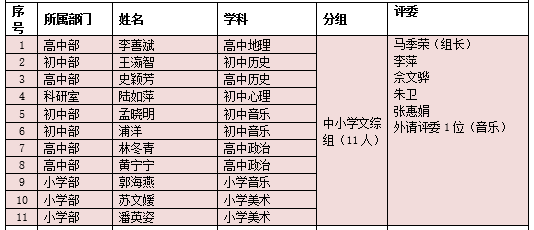 序号 所属部门 姓名 学科 分组 评委
1 高中部 李善斌 高中地理
2 初中部 王灏智 初中历史
3 高中部 史颖芳 高中历史
4 科研室 陆如萍 初中心理
5 初中部 孟晓明 初中音乐
6 初中部 浦洋 初中音乐
7 高中部 林冬青 高中政治
8 高中部 黄宁宁 高中政治
9 小学部 郭海燕 小学音乐
10 小学部 苏文媛 小学美术
11 小学部 潘英姿 小学美术
中小学文综
组（11人）
马季荣（组长）
李萍
佘文骅
朱卫
张惠娟
外请评委1位（音乐）